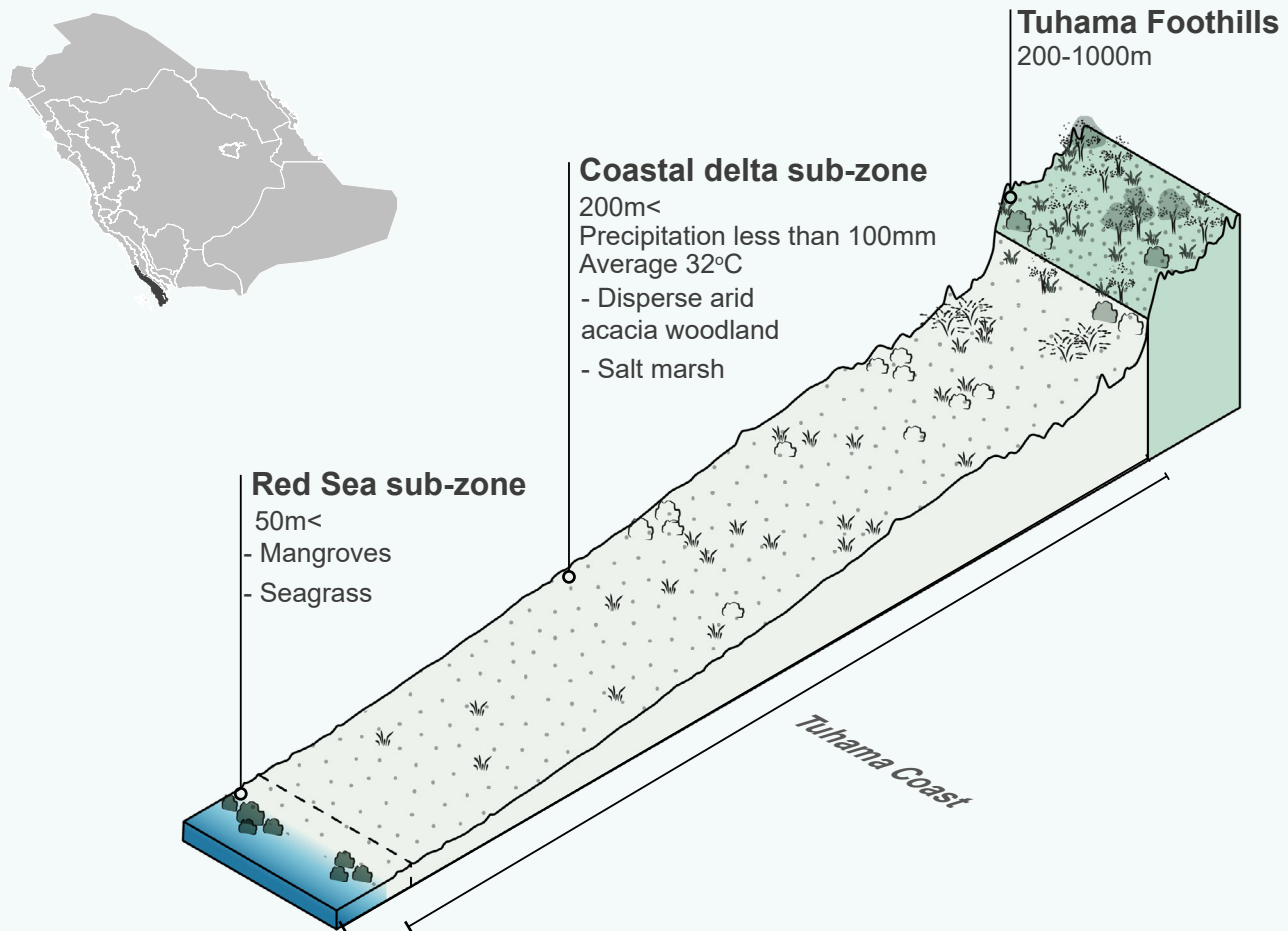 Tuhama Foothills
200-1000m
Coastal delta sub-zone
200m<
Precipitation less than 100mm
Average 32°C
- Disperse arid
acacia woodland
- Salt marsh
Red Sea sub-zone
50m<
- Mangroves
- Seagrass
Tuhama Coast